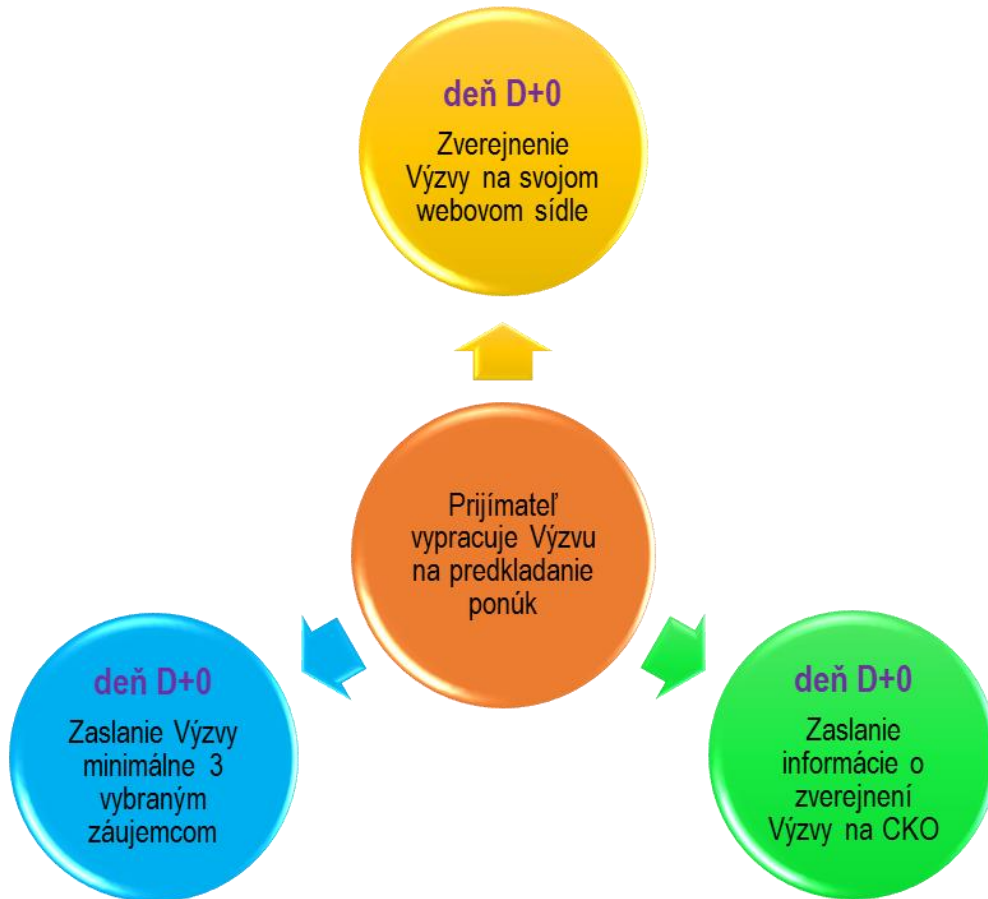 deň D+0
Zverejnenie
Výzvy na svojom
webovom sídle
Prijímateľ
vypracuje Výzvu
na predkladanie
ponúk
deň D+0
Zaslanie Výzvy
minimálne 3
vybraným
záujemcom
deň D+0
Zaslanie
informácie o
zverejnení
Výzvy na CKO